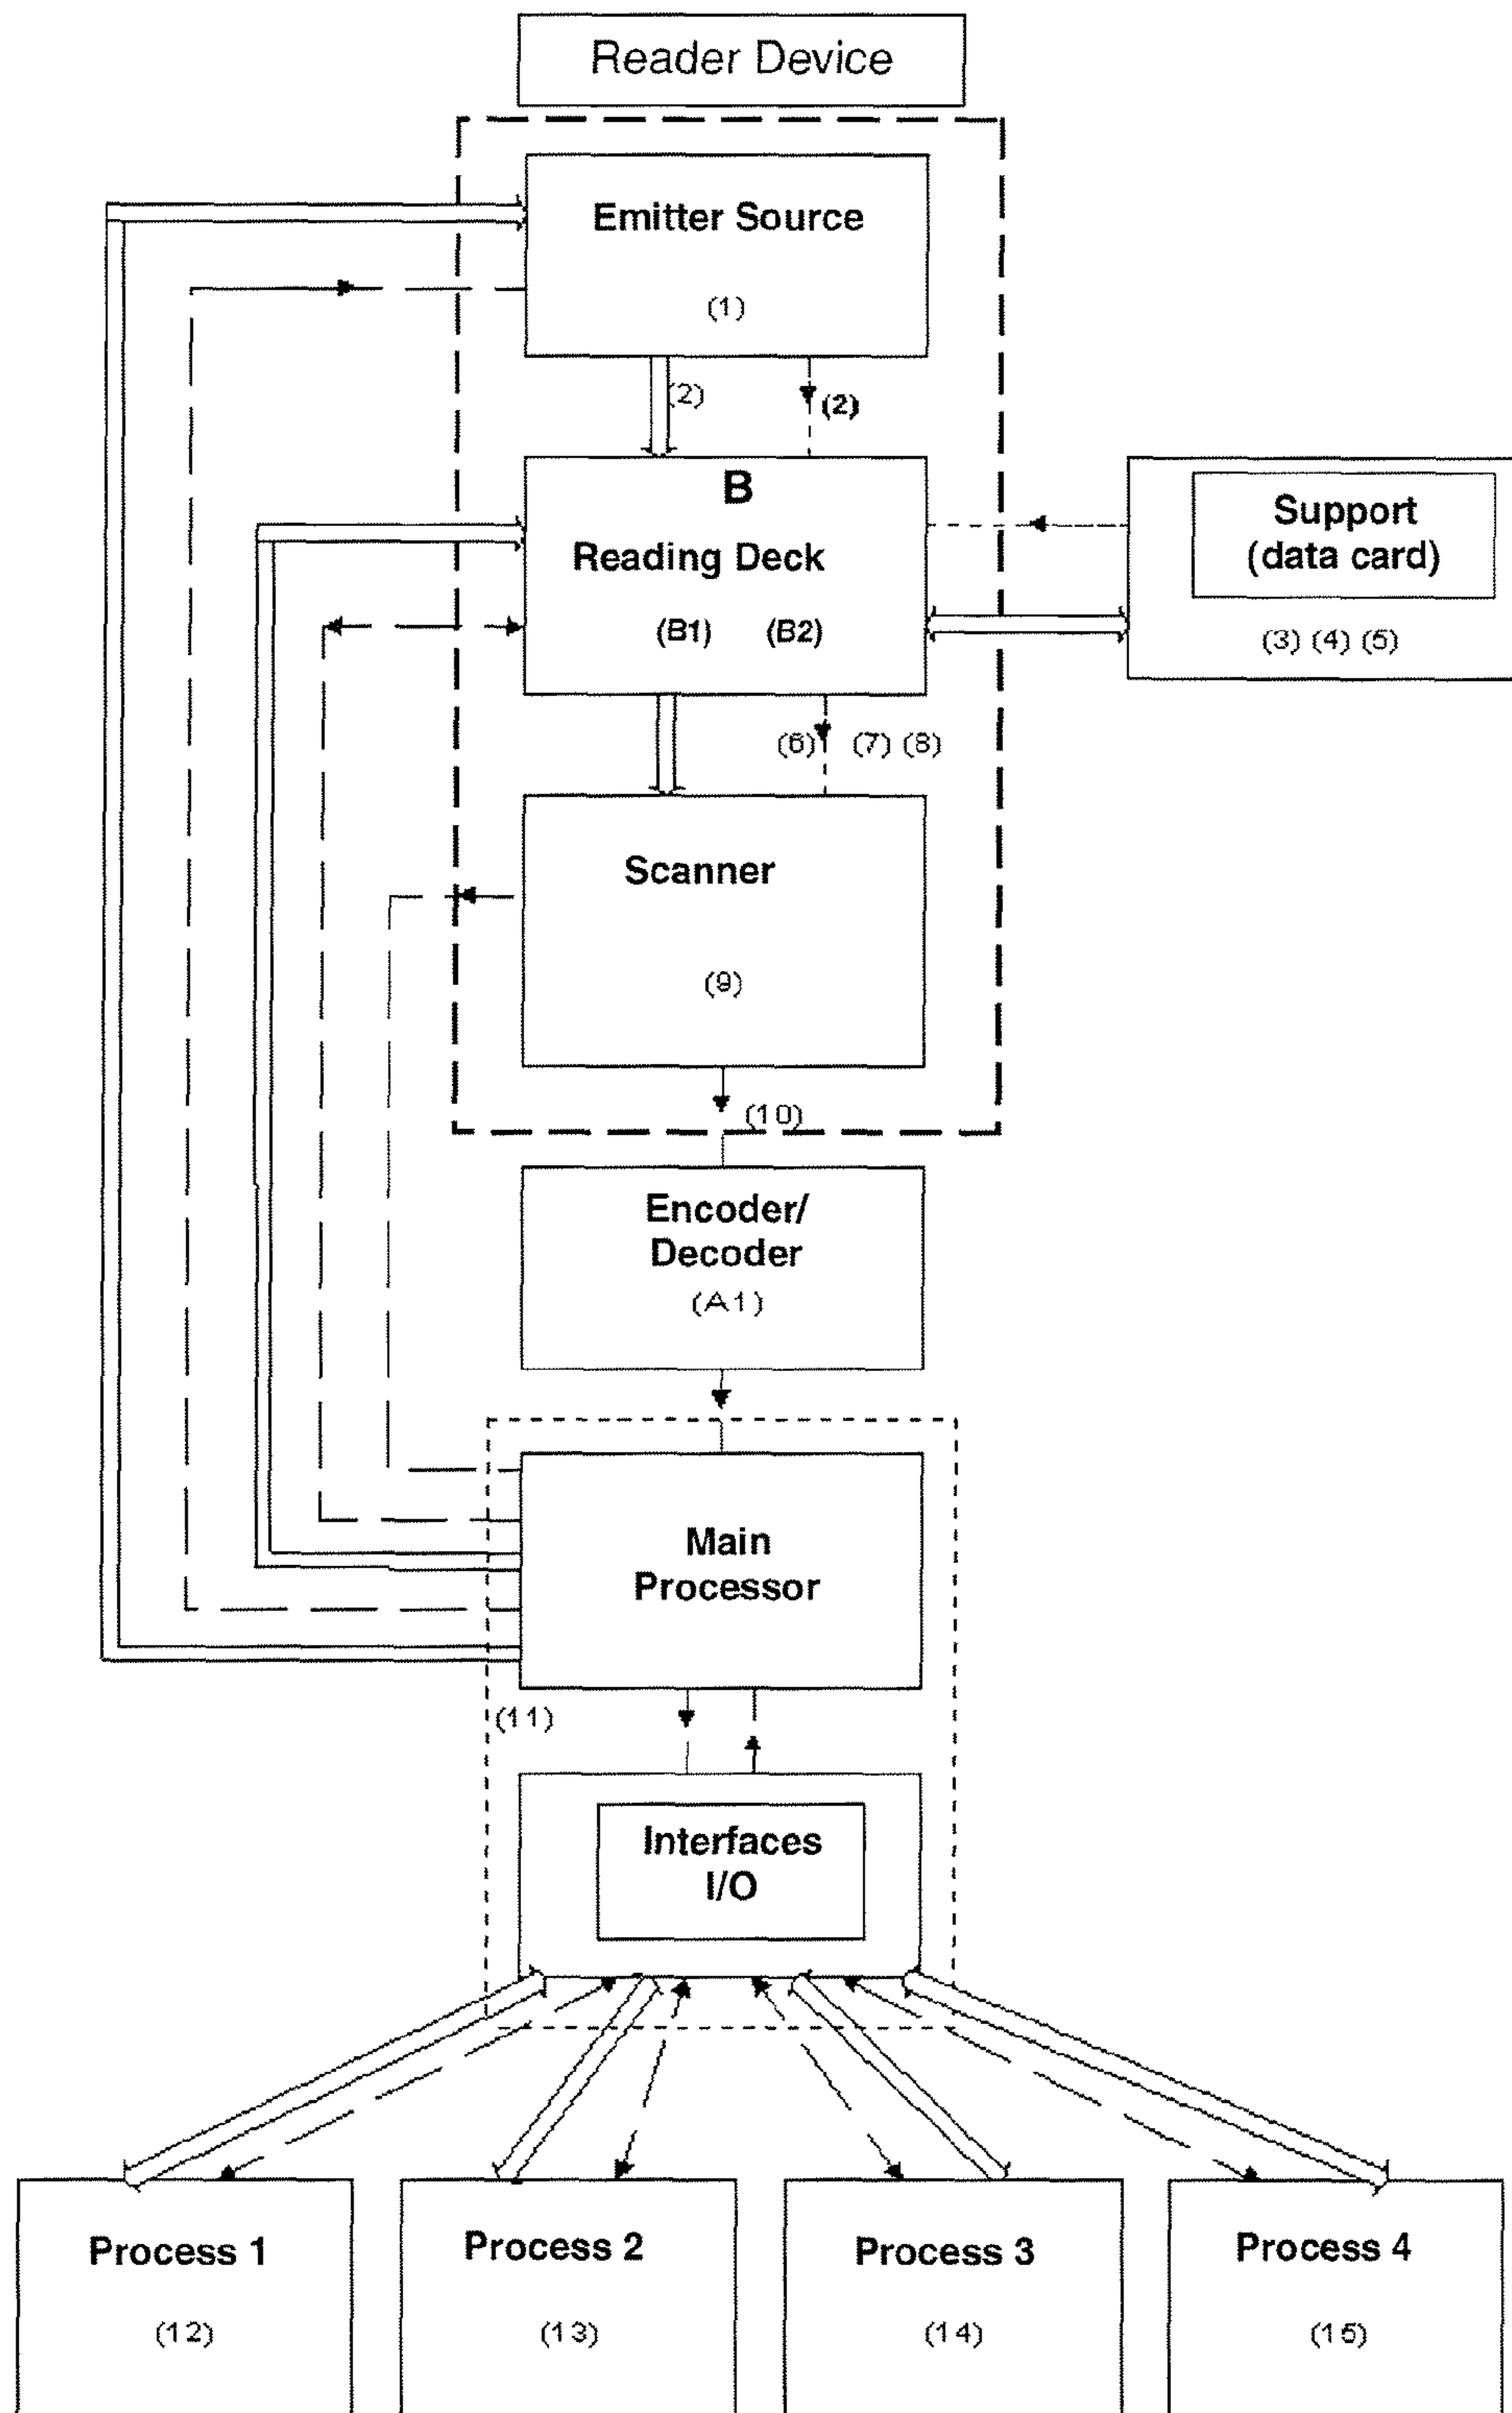 Reader Device
Emitter Source
(1)
(2)
(2)
B
Reading Deck
(B1) (B2)
Support
(data card)
(3) (4) (5)
(6) (7) (8)
Scanner
(9)
(10)
Encoder/
Decoder
(A1)
Main
Processor
(11)
Interfaces
I/O
Process 1
(12)
Process 2
(13)
Process 3
(14)
Process 4
(15)